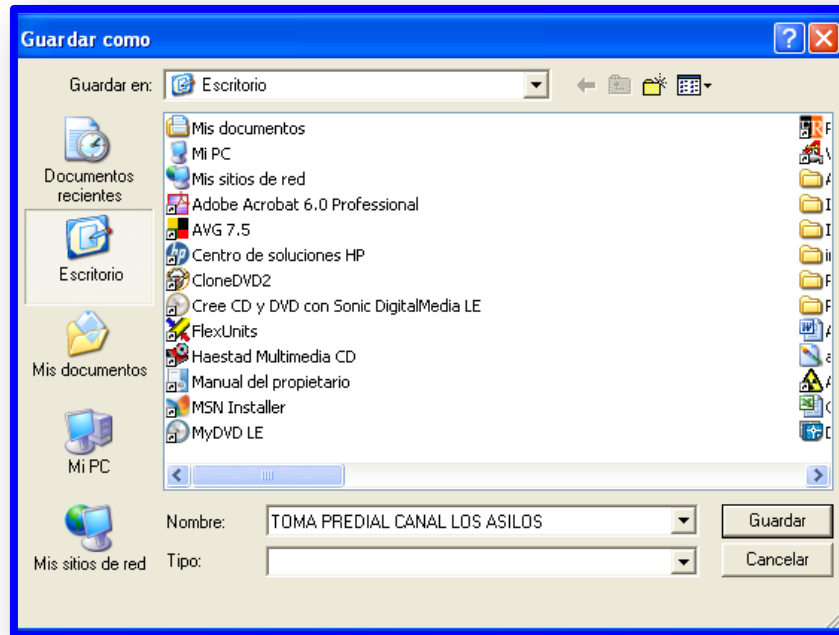 Guardar como
Guardar en: Escritorio
Documentos
recientes
Escritorio
Mis documentos
Mi PC
Mis sitios de red
Mis documentos
Mi PC
Mis sitios de red
Adobe Acrobat 6.0 Professional
AVG 7.5
Centro de soluciones HP
CloneDVD2
Cree CD y DVD con Sonic DigitalMedia LE
FlexUnits
Haestad Multimedia CD
Manual del propietario
MSN Installer
MyDVD LE
Nombre: TOMA PREDIAL CANAL LOS ASILOS Guardar
Tipo: Cancelar